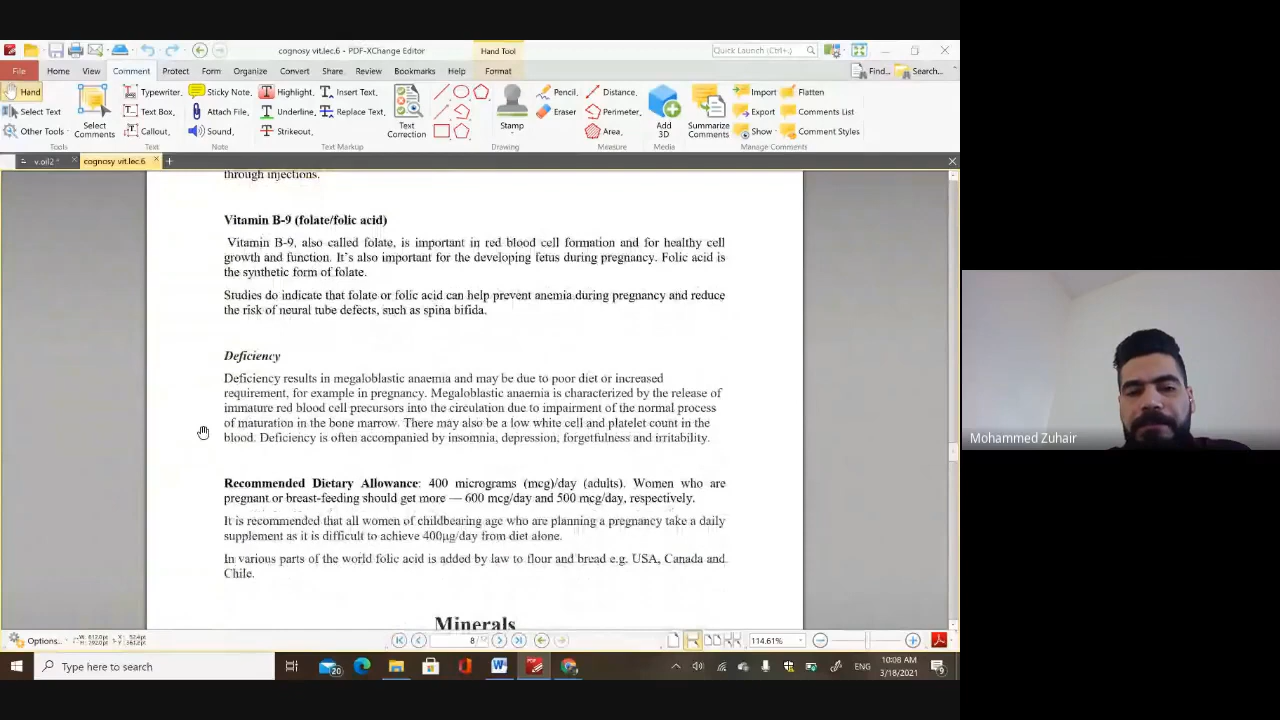 cognosy vit.lec.6 - PDF-XChange Editor
Hand Tool
Quick Launch (Ctrl+.)
File Home View Comment Protect Form Organize Convert Share Review Bookmarks Help Format Find... Search...
Hand
Select Text
Other Tools
Select
Comments
Tools
Typewriter
Text Box
Callout
Text
Sticky Note
Attach File
Sound
Note
Highlight
Underline
Strikeout
Insert Text
Replace Text
Text Markup
Text
Correction
Stamp
Pencil
Eraser
Drawing
Distance
Perimeter
Area
Measure
Add
3D
Media
Summarize
Comments
Import
Export
Show
Flatten
Comments List
Comment Styles
Manage Comments
v.oil2 *
cognosy vit.lec.6
through injections.
Vitamin B-9 (folate/folic acid)
Vitamin B-9, also called folate, is important in red blood cell formation and for healthy cell
growth and function. It's also important for the developing fetus during pregnancy. Folic acid is
the synthetic form of folate.
Studies do indicate that folate or folic acid can help prevent anemia during pregnancy and reduce
the risk of neural tube defects, such as spina bifida.
Deficiency
Deficiency results in megaloblastic anaemia and may be due to poor diet or increased
requirement, for example in pregnancy. Megaloblastic anaemia is characterized by the release of
immature red blood cell precursors into the circulation due to impairment of the normal process
of maturation in the bone marrow. There may also be a low white cell and platelet count in the
blood. Deficiency is often accompanied by insomnia, depression, forgetfulness and irritability.
Recommended Dietary Allowance: 400 micrograms (mcg)/day (adults). Women who are
pregnant or breast-feeding should get more — 600 mcg/day and 500 mcg/day, respectively.
It is recommended that all women of childbearing age who are planning a pregnancy take a daily
supplement as it is difficult to achieve 400µg/day from diet alone.
In various parts of the world folic acid is added by law to flour and bread e.g. USA, Canada and
Chile.
Minerals
Mohammed Zuhair
Options...
8
114.61%
Type here to search
20
ENG
10:08 AM
3/18/2021
9